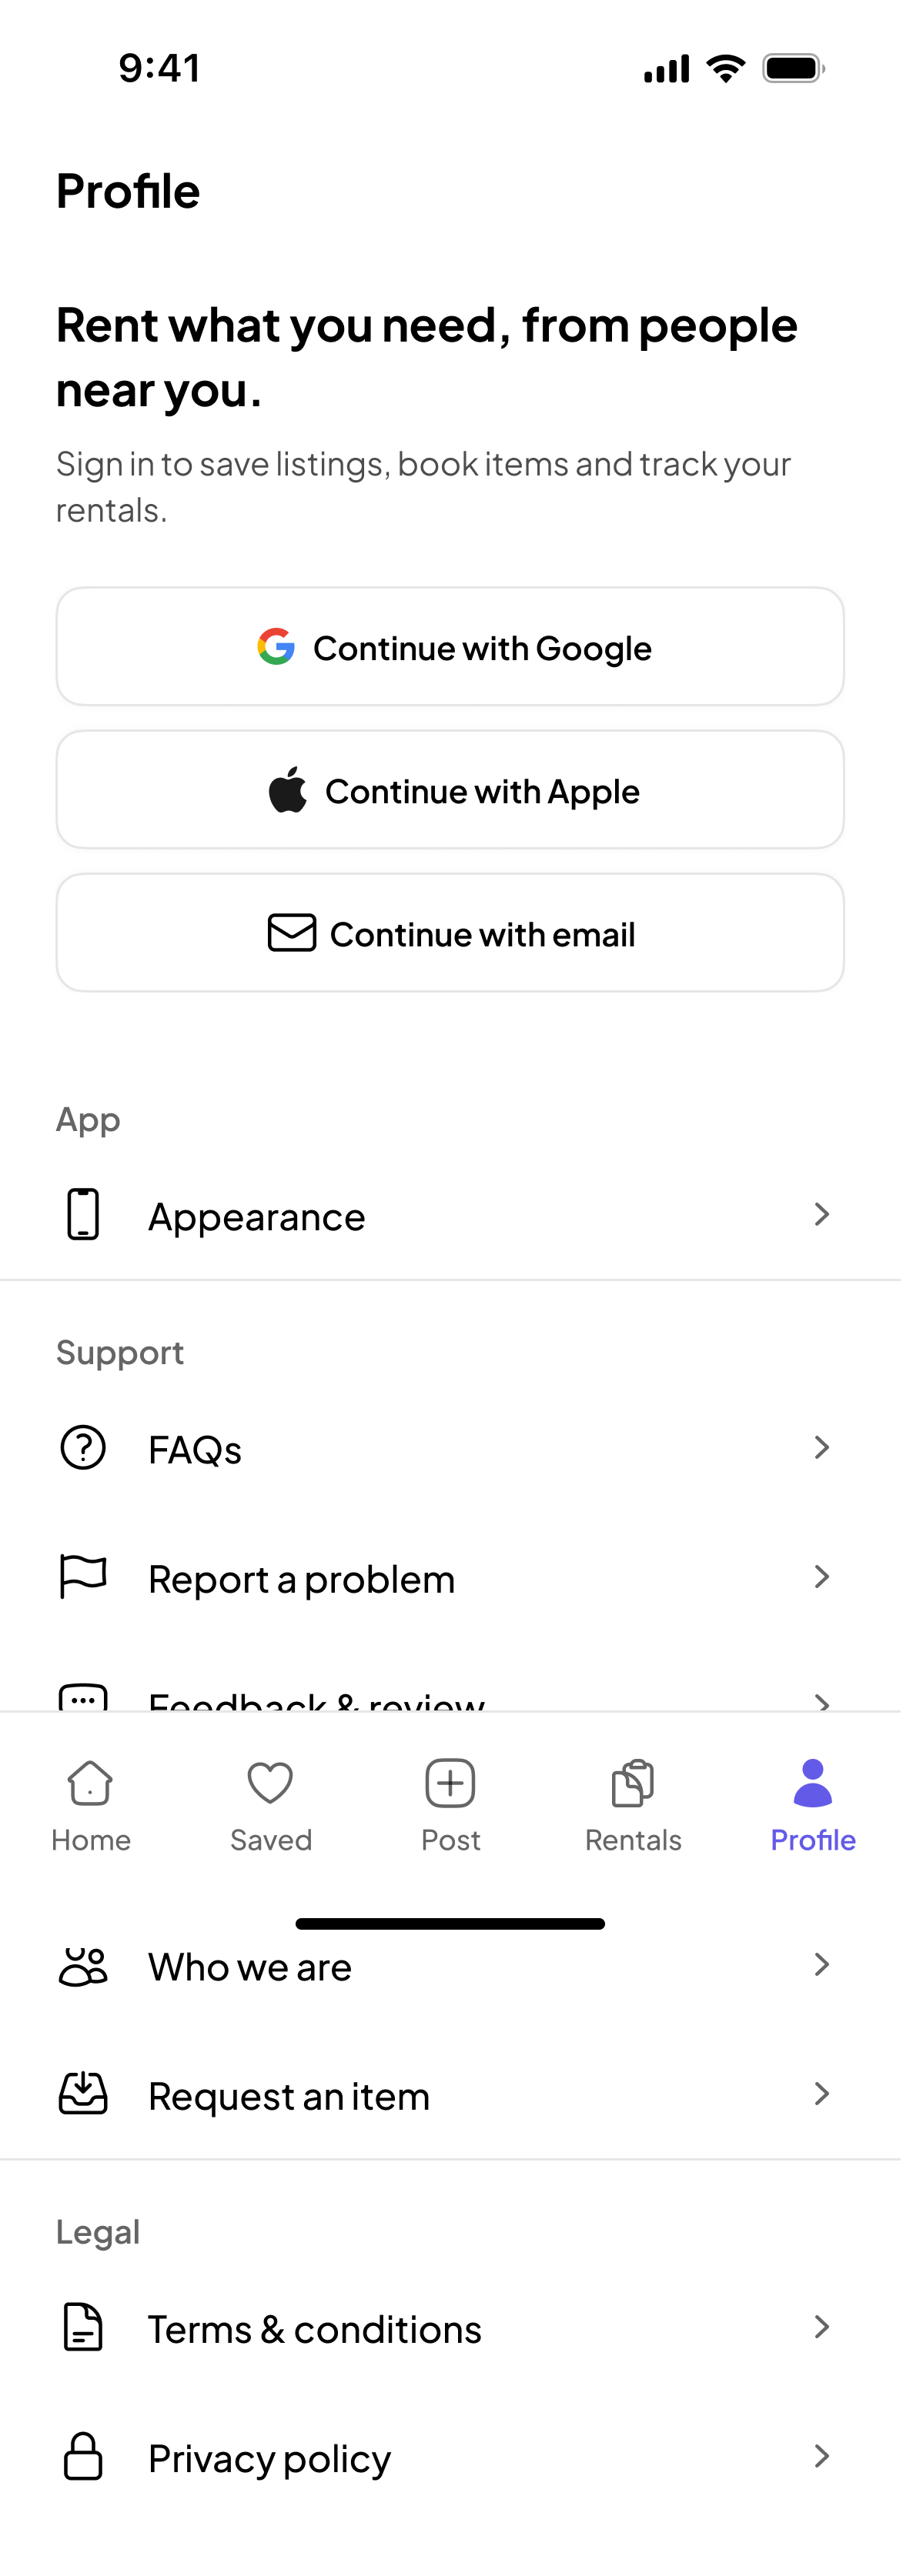 9:41
Profile
Rent what you need, from people
near you.
Sign in to save listings, book items and track your
rentals.
Continue with Google
Continue with Apple
Continue with email
App
Appearance
Support
FAQs
Report a problem
Feedback & review
Home
Saved
Post
Rentals
Profile
Who we are
Request an item
Legal
Terms & conditions
Privacy policy